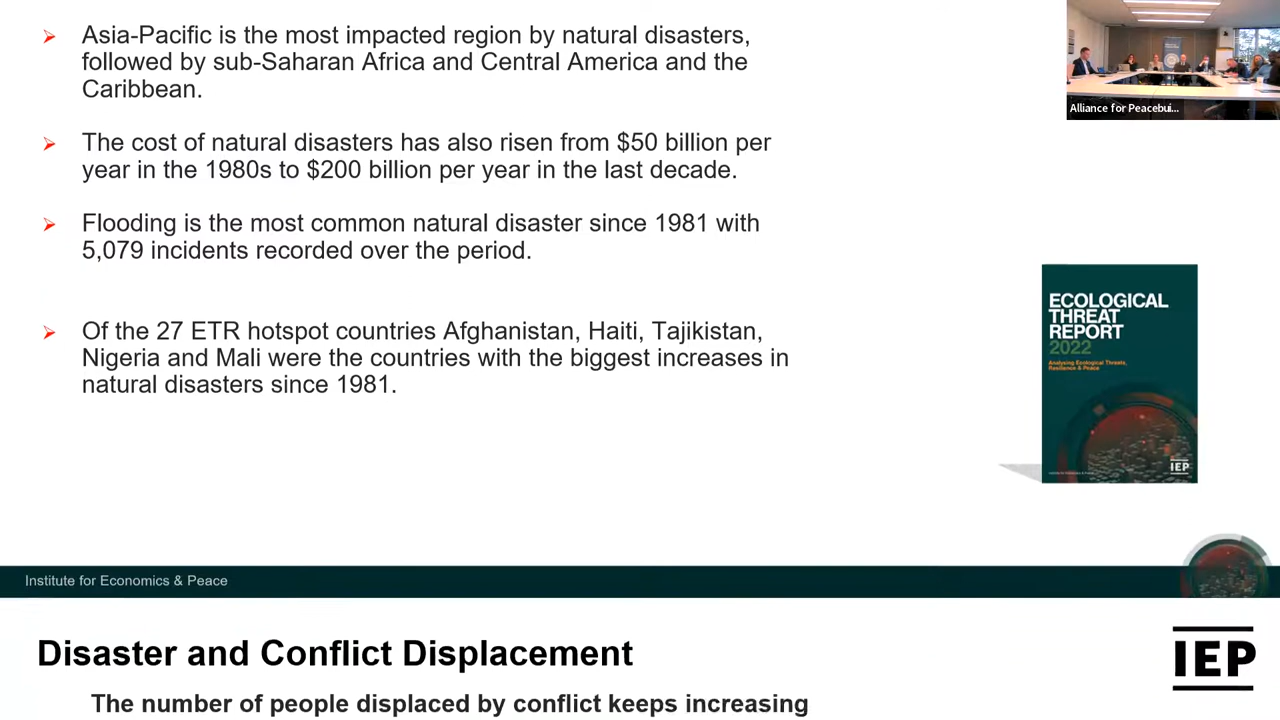 Asia-Pacific is the most impacted region by natural disasters,
followed by sub-Saharan Africa and Central America and the
Caribbean.
The cost of natural disasters has also risen from $50 billion per
year in the 1980s to $200 billion per year in the last decade.
Flooding is the most common natural disaster since 1981 with
5,079 incidents recorded over the period.
Of the 27 ETR hotspot countries Afghanistan, Haiti, Tajikistan,
Nigeria and Mali were the countries with the biggest increases in
natural disasters since 1981.
Alliance for Peacebui...
ECOLOGICAL
THREAT
REPORT
2022
Analysing Ecological Threats,
Resilience & Peace
IEP
Institute for Economics & Peace
Disaster and Conflict Displacement
IEP
The number of people displaced by conflict keeps increasing